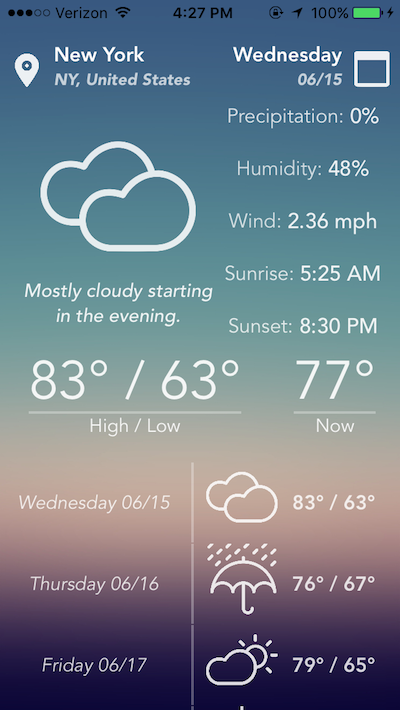 Verizon 4:27 PM 100%
New York
NY, United States
Wednesday
06/15
Precipitation: 0%
Humidity: 48%
Wind: 2.36 mph
Sunrise: 5:25 AM
Sunset: 8:30 PM
Mostly cloudy starting
in the evening.
83° / 63°
High / Low
77°
Now
Wednesday 06/15 83° / 63°
Thursday 06/16 76° / 67°
Friday 06/17 79° / 65°